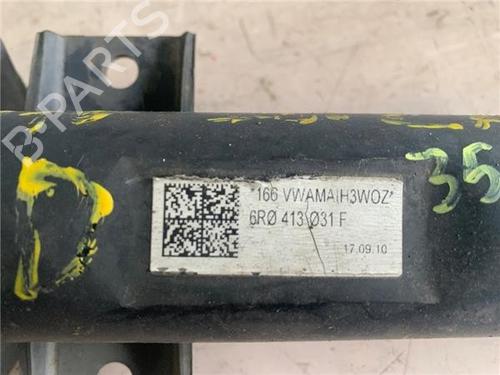 B-PARTS
D
35
*166 VWAMAIH3WOZ*
6RØ 413 Ø31 F
17.09.10